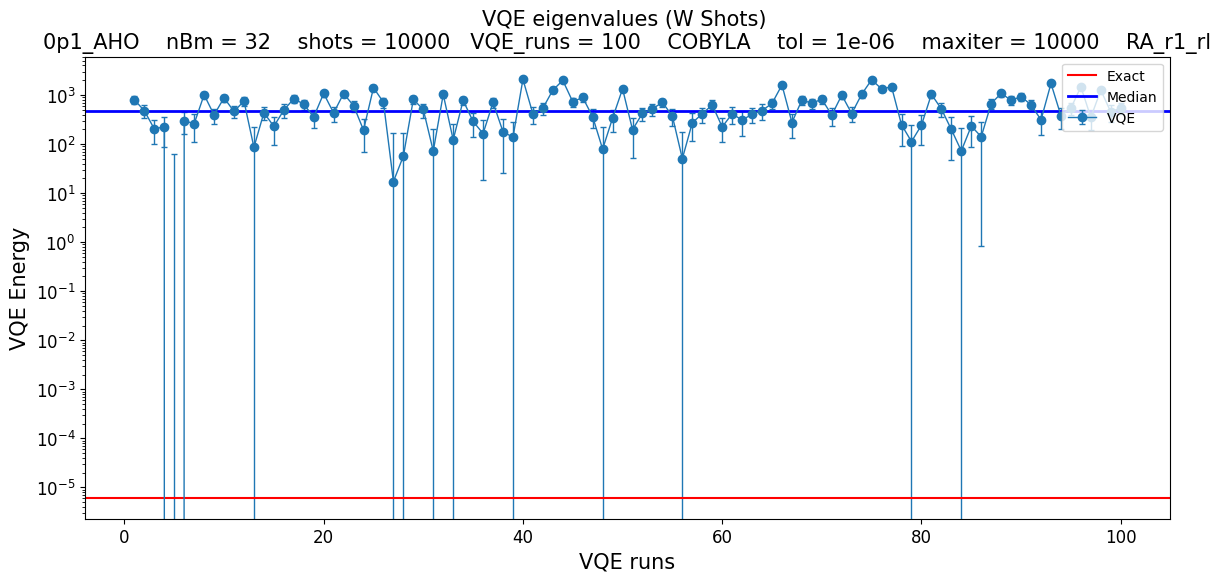 VQE eigenvalues (W Shots)
0p1_AHO nBm = 32 shots = 10000 VQE_runs = 100 COBYLA tol = 1e-06 maxiter = 10000 RA_r1_rl
Exact
Median
VQE
VQE Energy
10³
10²
10¹
10⁰
10⁻¹
10⁻²
10⁻³
10⁻⁴
10⁻⁵
0 20 40 60 80 100
VQE runs